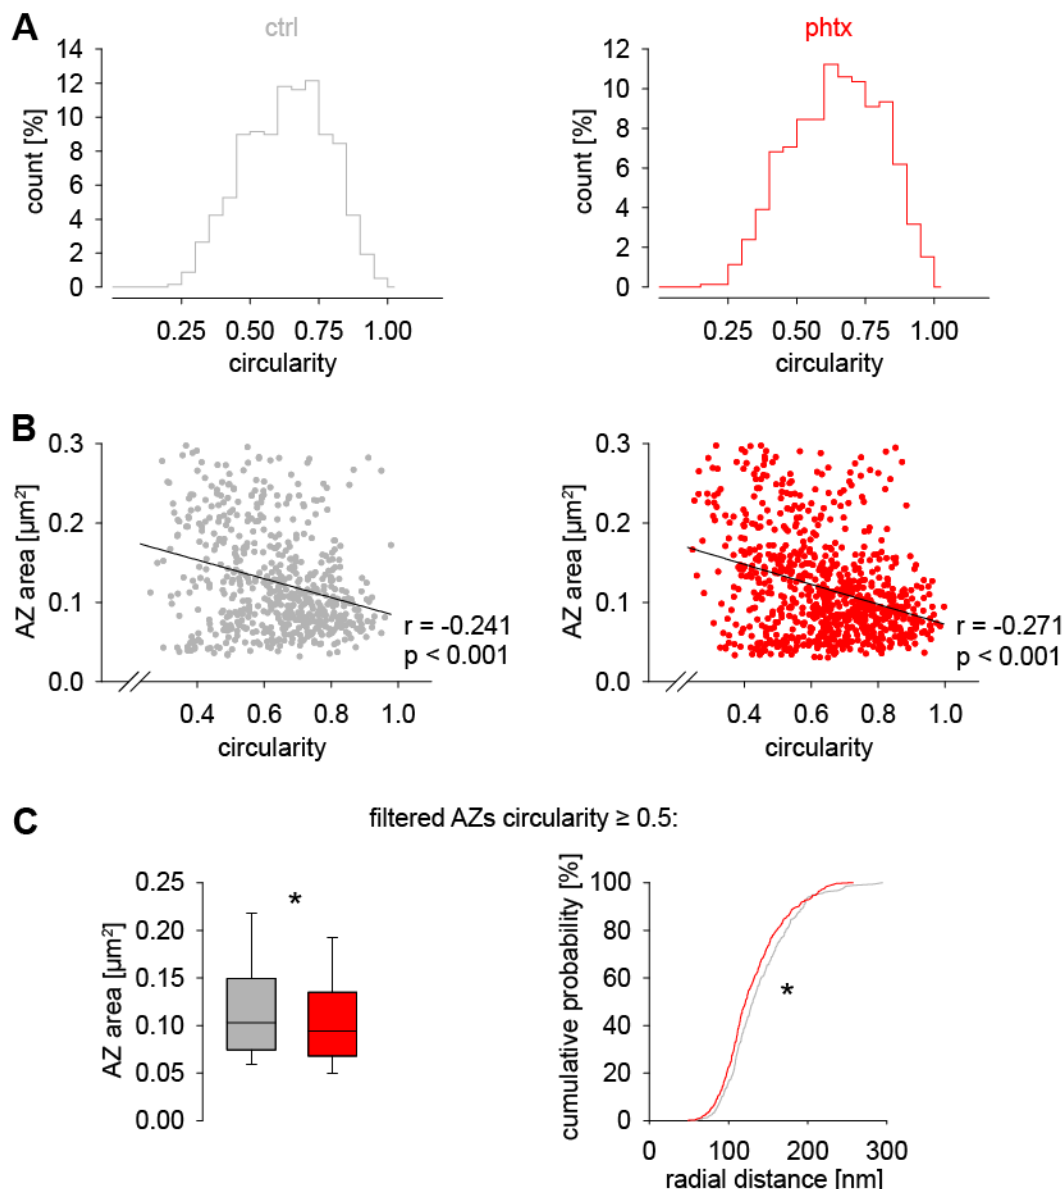 A
ctrl
phtx
14
12
10
8
6
4
2
0
count [%]
0.25 0.50 0.75 1.00
circularity
12
10
8
6
4
2
0
count [%]
0.25 0.50 0.75 1.00
circularity
B
0.3
0.2
0.1
0.0
AZ area [µm²]
r = -0.241
p < 0.001
0.4 0.6 0.8 1.0
circularity
0.3
0.2
0.1
0.0
AZ area [µm²]
r = -0.271
p < 0.001
0.4 0.6 0.8 1.0
circularity
C
filtered AZs circularity ≥ 0.5:
0.25
0.20
0.15
0.10
0.05
0.00
AZ area [µm²]
*
100
80
60
40
20
0
cumulative probability [%]
*
0 100 200 300
radial distance [nm]